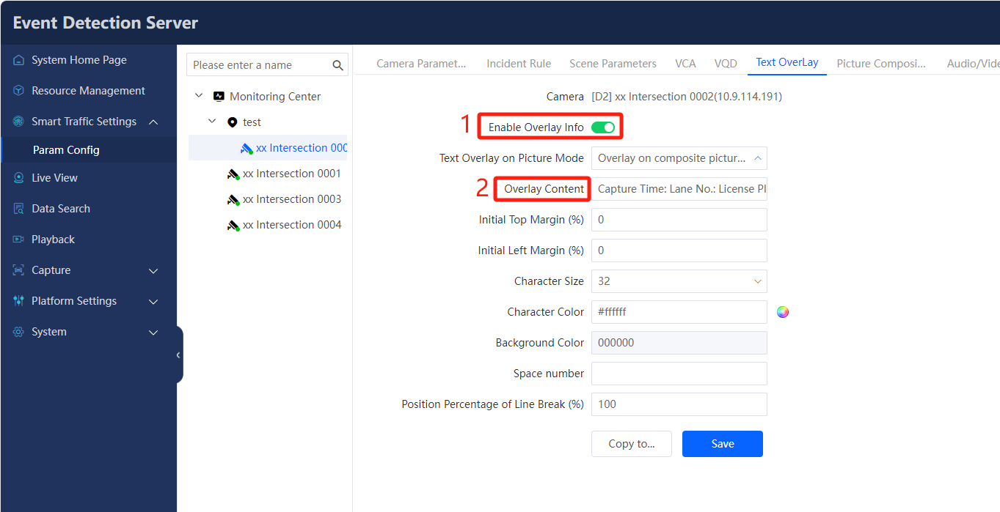 Event Detection Server
System Home Page
Resource Management
Smart Traffic Settings
Param Config
Live View
Data Search
Playback
Capture
Platform Settings
System
Please enter a name
Monitoring Center
test
xx Intersection 000
xx Intersection 0001
xx Intersection 0003
xx Intersection 0004
Camera Paramet... Incident Rule Scene Parameters VCA VQD Text OverLay Picture Composi... Audio/Vide
Camera [D2] xx Intersection 0002(10.9.114.191)
1 Enable Overlay Info
Text Overlay on Picture Mode Overlay on composite pictur...
2 Overlay Content Capture Time: Lane No.: License Pl
Initial Top Margin (%) 0
Initial Left Margin (%) 0
Character Size 32
Character Color #ffffff
Background Color 000000
Space number
Position Percentage of Line Break (%) 100
Copy to... Save